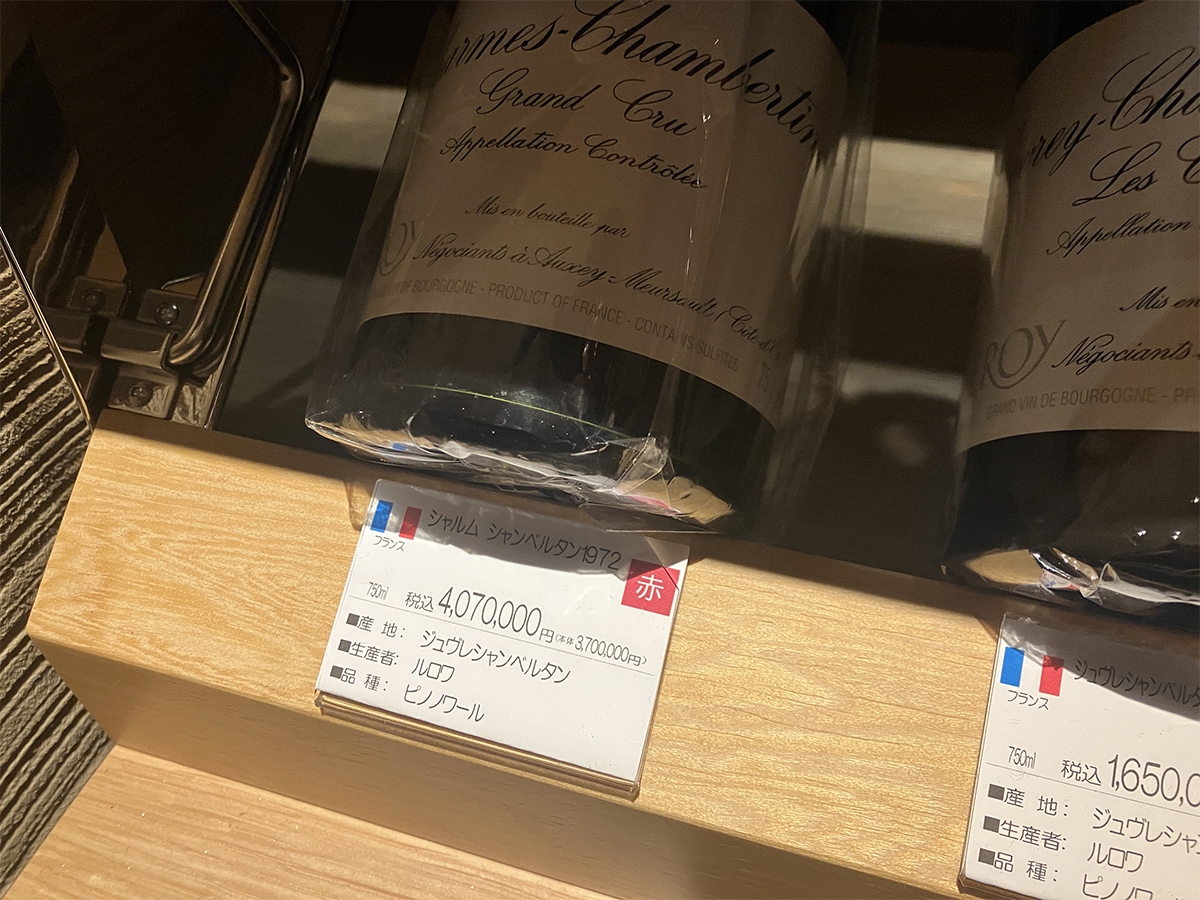 Chambertin
Grand Cru
Appellation Contrôlée
Mis en bouteille par
Négociants à Auxey-Meursault (Côte-d'Or
DE BOURGOGNE - PRODUCT OF FRANCE - CONTAINS SULFITES
フランス
シャルム シャンベルタン1972
赤
750ml 税込 4,070,000円(本体 3,700,000円)
■産 地: ジュヴレシャンベルタン
■生産者: ルロワ
■品 種: ピノノワール
Les
Appellation
Mis en
ROY Négociants
GRAND VIN DE BOURGOGNE - PR
フランス
ジュヴレシャンベルタ
750ml 税込 1,650,0
■産 地: ジュヴレシャ
■生産者: ルロワ
■品 種: ピノノワ